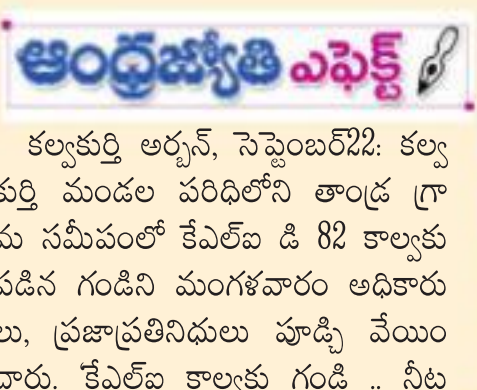 ఆంధ్రజ్యోతి ఎఫెక్ట్
కల్వకుర్తి అర్బన్, సెప్టెంబర్22: కల్వ
కుర్తి మండల పరిధిలోని తాండ్ర గ్రా
మ సమీపంలో కేఎల్ఐ డి 82 కాల్వకు
పడిన గండిని మంగళవారం అధికారు
లు, ప్రజాప్రతినిధులు పూడ్చి వేయిం
చారు. 'కేఎల్ఐ కాల్వకు గండి .. నీట